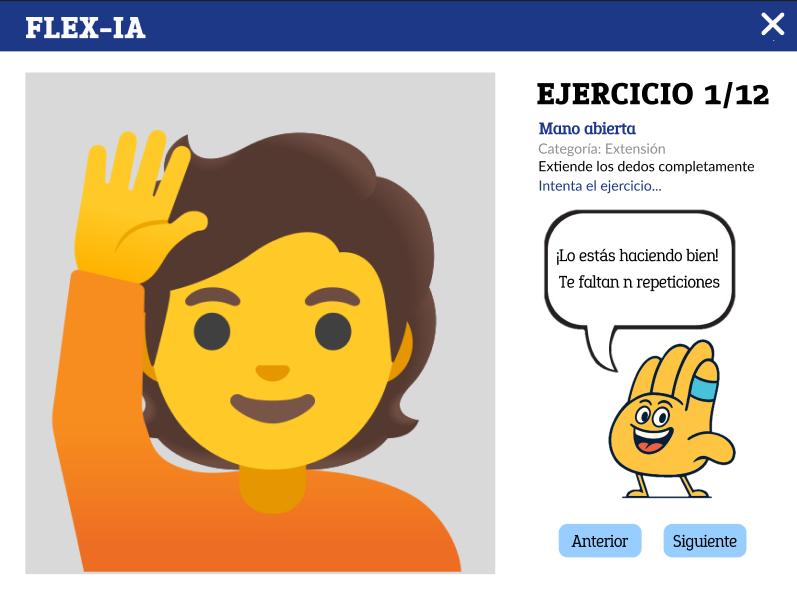 FLEX-IA
EJERCICIO 1/12
Mano abierta
Categoría: Extensión
Extiende los dedos completamente
Intenta el ejercicio...
¡Lo estás haciendo bien!
Te faltan n repeticiones
Anterior
Siguiente